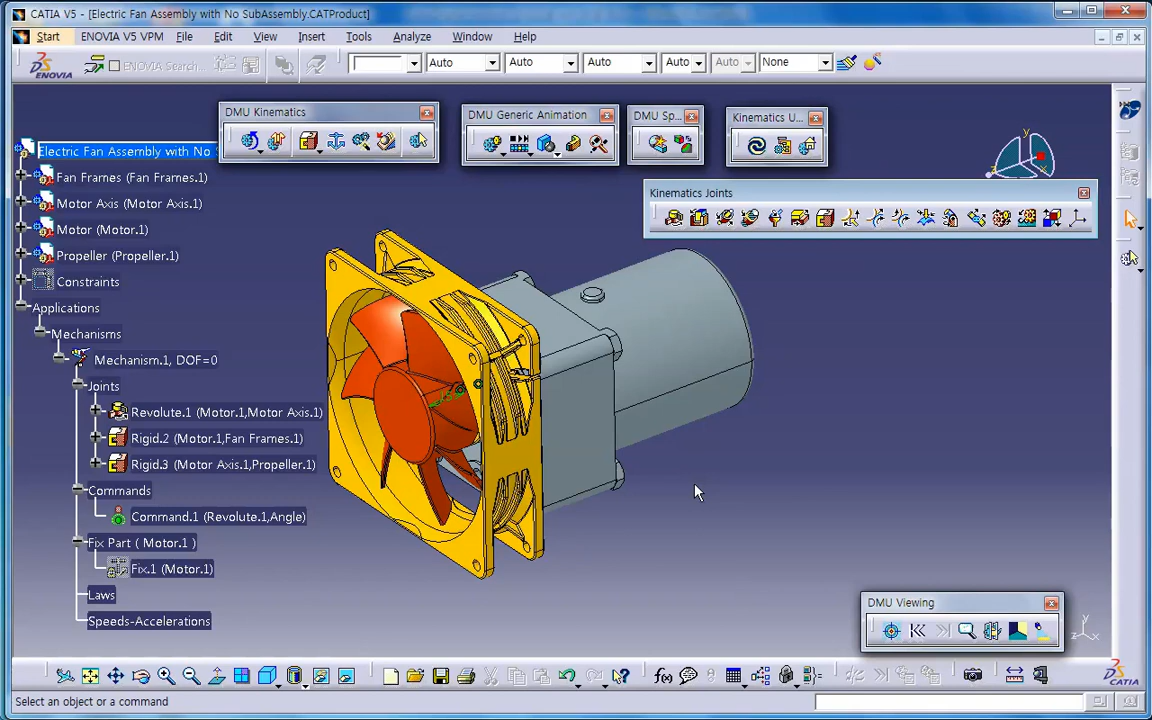 CATIA V5 - [Electric Fan Assembly with No SubAssembly.CATProduct]
Start ENOVIA V5 VPM File Edit View Insert Tools Analyze Window Help
ENOVIA
ENOVIA Search...
Auto Auto Auto Auto Auto None
DMU Kinematics
DMU Generic Animation
DMU Sp...
Kinematics U...
Kinematics Joints
Electric Fan Assembly with No S
Fan Frames (Fan Frames.1)
Motor Axis (Motor Axis.1)
Motor (Motor.1)
Propeller (Propeller.1)
Constraints
Applications
Mechanisms
Mechanism.1, DOF=0
Joints
Revolute.1 (Motor.1,Motor Axis.1)
Rigid.2 (Motor.1,Fan Frames.1)
Rigid.3 (Motor Axis.1,Propeller.1)
Commands
Command.1 (Revolute.1,Angle)
Fix Part ( Motor.1 )
Fix.1 (Motor.1)
Laws
Speeds-Accelerations
y
x
z
DMU Viewing
y
z
x
f(x)
CATIA
Select an object or a command